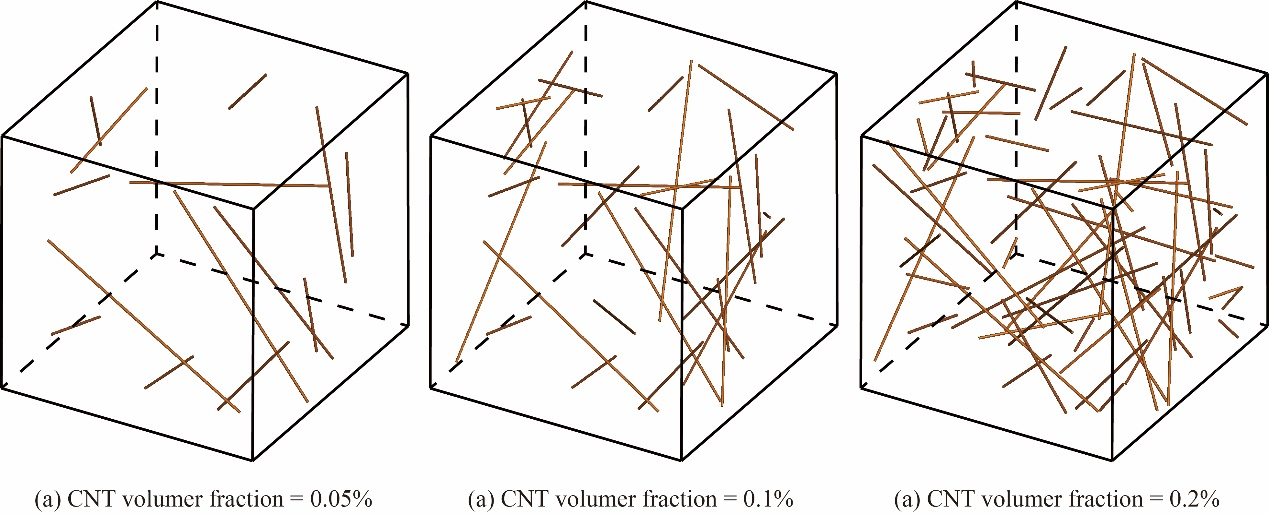 (a) CNT volumer fraction = 0.05%
(a) CNT volumer fraction = 0.1%
(a) CNT volumer fraction = 0.2%